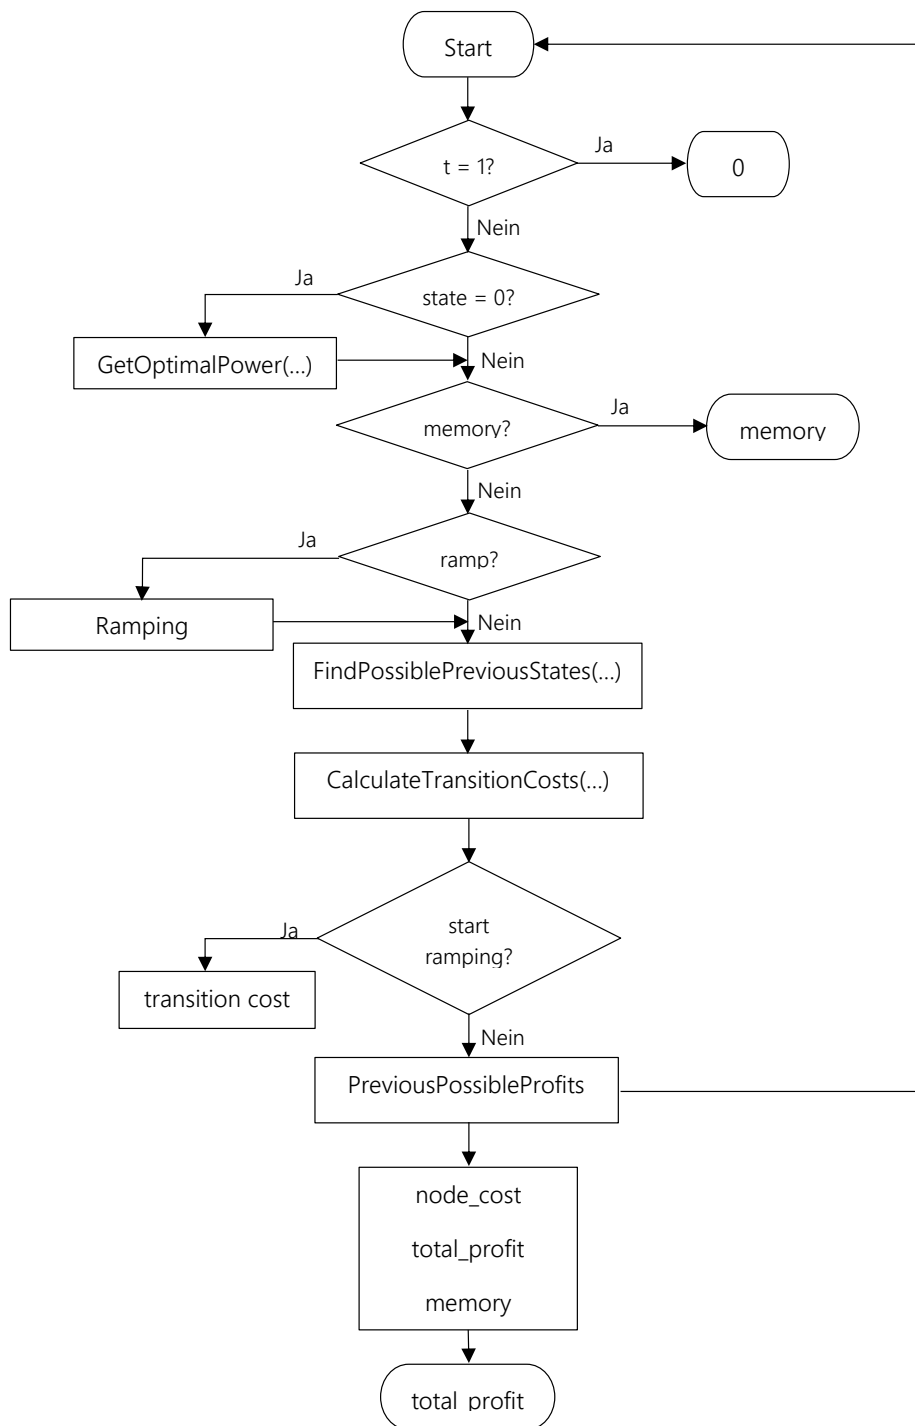 Start
t = 1?
Ja
0
Nein
Ja
state = 0?
GetOptimalPower(...)
Nein
memory?
Ja
memory
Nein
Ja
ramp?
Ramping
Nein
FindPossiblePreviousStates(...)
CalculateTransitionCosts(...)
start
ramping?
Ja
transition cost
Nein
PreviousPossibleProfits
node_cost
total_profit
memory
total_profit